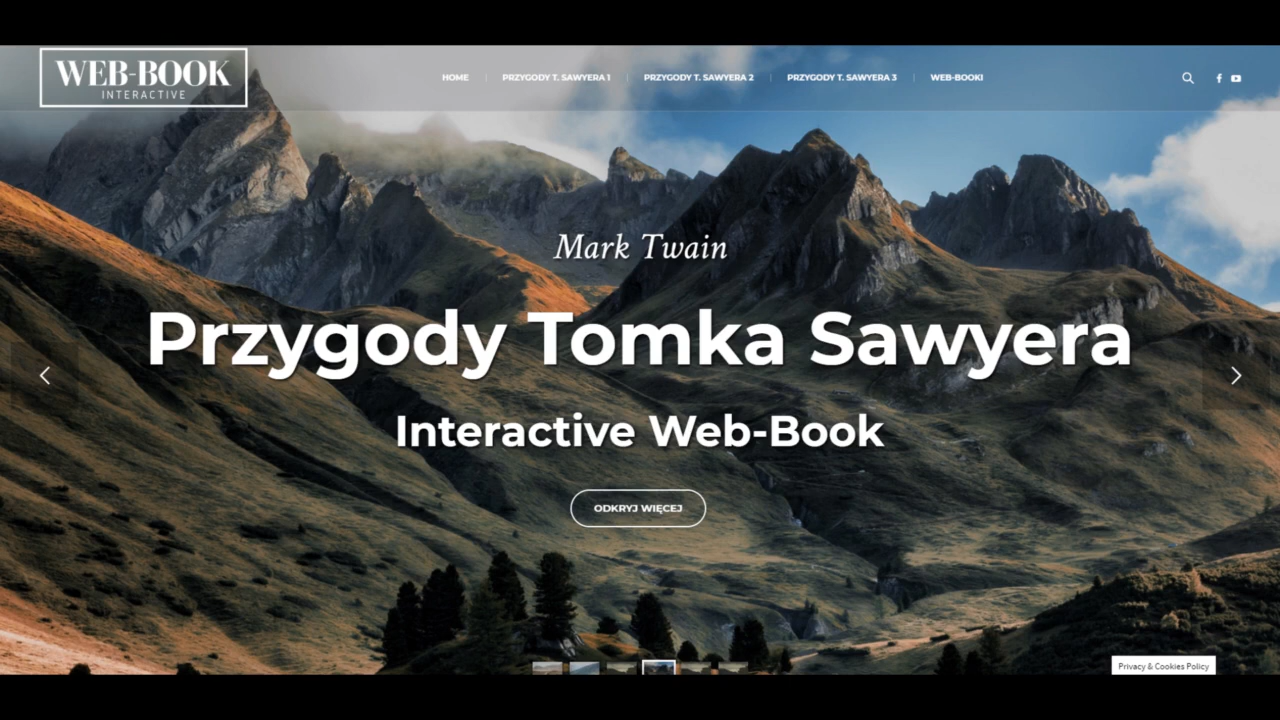 WEB-BOOK
INTERACTIVE
HOME
PRZYGODY T. SAWYERA 1
PRZYGODY T. SAWYERA 2
PRZYGODY T. SAWYERA 3
WEB-BOOKI
Mark Twain
Przygody Tomka Sawyera
Interactive Web-Book
ODKRYJ WIĘCEJ
Privacy & Cookies Policy